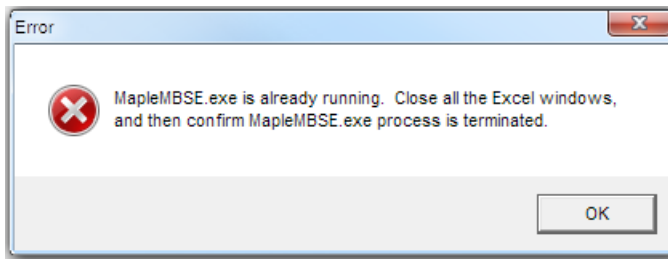 Error
MapleMBSE.exe is already running.  Close all the Excel windows,
and then confirm MapleMBSE.exe process is terminated.
OK